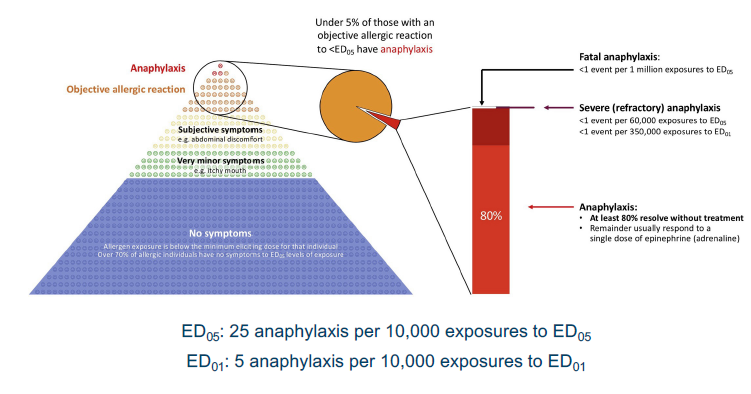 Under 5% of those with an
objective allergic reaction
to <ED05 have anaphylaxis
Anaphylaxis
Objective allergic reaction
Subjective symptoms
e.g. abdominal discomfort
Very minor symptoms
e.g. Itchy mouth
No symptoms
Allergen exposure is below the minimum eliciting dose for that individual
Over 70% of allergic individuals have no symptoms to ED05 levels of exposure
80%
Fatal anaphylaxis:
<1 event per 1 million exposures to ED05
Severe (refractory) anaphylaxis
<1 event per 60,000 exposures to ED05
<1 event per 350,000 exposures to ED01
Anaphylaxis:
• At least 80% resolve without treatment
• Remainder usually respond to a
single dose of epinephrine (adrenaline)
ED05: 25 anaphylaxis per 10,000 exposures to ED05
ED01: 5 anaphylaxis per 10,000 exposures to ED01